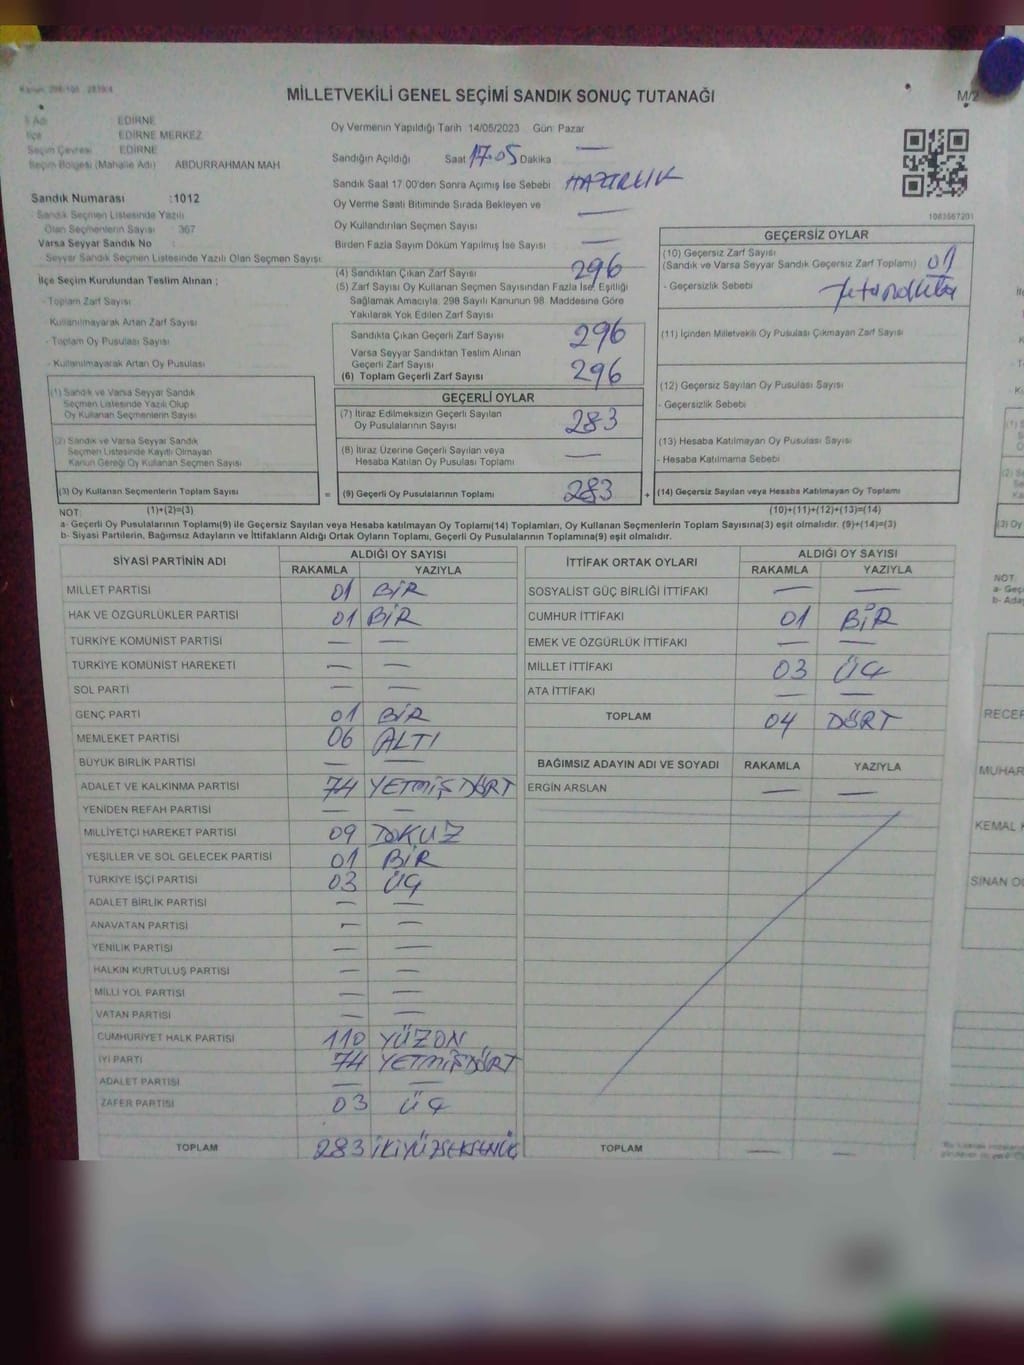 MİLLETVEKİLİ GENEL SEÇİMİ SANDIK SONUÇ TUTANAĞI
M/2
İl Adı EDİRNE
İlçe EDİRNE MERKEZ
Seçim Çevresi EDİRNE
Seçim Bölgesi (Mahalle Adı) ABDURRAHMAN MAH
Sandık Numarası :1012
- Sandık Seçmen Listesinde Yazılı
Olan Seçmenlerin Sayısı : 367
Varsa Seyyar Sandık No :
- Seyyar Sandık Seçmen Listesinde Yazılı Olan Seçmen Sayısı:
İlçe Seçim Kurulundan Teslim Alınan ;
- Toplam Zarf Sayısı
- Kullanılmayarak Artan Zarf Sayısı
- Toplam Oy Pusulası Sayısı
- Kullanılmayarak Artan Oy Pusulası
(1) Sandık ve Varsa Seyyar Sandık
Seçmen Listesinde Yazılı Olup
Oy Kullanan Seçmenlerin Sayısı
(2) Sandık ve Varsa Seyyar Sandık
Seçmen Listesinde Kayıtlı Olmayan
Kanun Gereği Oy Kullanan Seçmen Sayısı
(3) Oy Kullanan Seçmenlerin Toplam Sayısı
Oy Vermenin Yapıldığı Tarih 14/05/2023 Gün: Pazar
Sandığın Açıldığı Saat 17.05 Dakika —
Sandık Saat 17.00'den Sonra Açımış İse Sebebi HAZIRLIK
Oy Verme Saati Bitiminde Sırada Bekleyen ve
Oy Kullandırılan Seçmen Sayısı —
Birden Fazla Sayım Döküm Yapılmış İse Sayısı —
(4) Sandıktan Çıkan Zarf Sayısı 296
(5) Zarf Sayısı Oy Kullanan Seçmen Sayısından Fazla İse, Eşitliği
Sağlamak Amacıyla, 298 Sayılı Kanunun 98. Maddesine Göre
Yakılarak Yok Edilen Zarf Sayısı
Sandıkta Çıkan Geçerli Zarf Sayısı 296
Varsa Seyyar Sandıktan Teslim Alınan
Geçerli Zarf Sayısı
(6) Toplam Geçerli Zarf Sayısı 296
GEÇERLİ OYLAR
(7) İtiraz Edilmeksizin Geçerli Sayılan
Oy Pusulalarının Sayısı 283
(8) İtiraz Üzerine Geçerli Sayılan veya
Hesaba Katılan Oy Pusulası Toplamı —
= (9) Geçerli Oy Pusulalarının Toplamı 283 +
1083567201
GEÇERSİZ OYLAR
(10) Geçersiz Zarf Sayısı
(Sandık ve Varsa Seyyar Sandık Geçersiz Zarf Toplamı) 01
- Geçersizlik Sebebi
(11) İçinden Milletvekili Oy Pusulası Çıkmayan Zarf Sayısı
(12) Geçersiz Sayılan Oy Pusulası Sayısı
- Geçersizlik Sebebi
(13) Hesaba Katılmayan Oy Pusulası Sayısı
- Hesaba Katılmama Sebebi
(14) Geçersiz Sayılan veya Hesaba Katılmayan Oy Toplamı
NOT: (1)+(2)=(3) (10)+(11)+(12)+(13)=(14)
a- Geçerli Oy Pusulalarının Toplamı(9) ile Geçersiz Sayılan veya Hesaba katılmayan Oy Toplamı(14) Toplamları, Oy Kullanan Seçmenlerin Toplam Sayısına(3) eşit olmalıdır. (9)+(14)=(3)
b- Siyasi Partilerin, Bağımsız Adayların ve İttifakların Aldığı Ortak Oyların Toplamı, Geçerli Oy Pusulalarının Toplamına(9) eşit olmalıdır.
SİYASİ PARTİNİN ADI ALDIĞI OY SAYISI
RAKAMLA YAZIYLA
MİLLET PARTİSİ 01 BİR
HAK VE ÖZGÜRLÜKLER PARTİSİ 01 BİR
TÜRKİYE KOMÜNİST PARTİSİ — —
TÜRKİYE KOMÜNİST HAREKETİ — —
SOL PARTİ — —
GENÇ PARTİ 01 BİR
MEMLEKET PARTİSİ 06 ALTI
BÜYÜK BİRLİK PARTİSİ — —
ADALET VE KALKINMA PARTİSİ 74 YETMİŞDÖRT
YENİDEN REFAH PARTİSİ — —
MİLLİYETÇİ HAREKET PARTİSİ 09 DOKUZ
YEŞİLLER VE SOL GELECEK PARTİSİ 01 BİR
TÜRKİYE İŞÇİ PARTİSİ 03 ÜÇ
ADALET BİRLİK PARTİSİ — —
ANAVATAN PARTİSİ — —
YENİLİK PARTİSİ — —
HALKIN KURTULUŞ PARTİSİ — —
MİLLİ YOL PARTİSİ — —
VATAN PARTİSİ — —
CUMHURİYET HALK PARTİSİ 110 YÜZON
İYİ PARTİ 74 YETMİŞDÖRT
ADALET PARTİSİ — —
ZAFER PARTİSİ 03 ÜÇ
TOPLAM 283 İKİYÜZSEKSENÜÇ
İTTİFAK ORTAK OYLARI ALDIĞI OY SAYISI
RAKAMLA YAZIYLA
SOSYALİST GÜÇ BİRLİĞİ İTTİFAKI — —
CUMHUR İTTİFAKI 01 BİR
EMEK VE ÖZGÜRLÜK İTTİFAKI — —
MİLLET İTTİFAKI 03 ÜÇ
ATA İTTİFAKI — —
TOPLAM 04 DÖRT
BAĞIMSIZ ADAYIN ADI VE SOYADI RAKAMLA YAZIYLA
ERGİN ARSLAN — —
TOPLAM — —
NOT:
a- Geç
b- Aday
RECEP
MUHAR
KEMAL K
SİNAN O